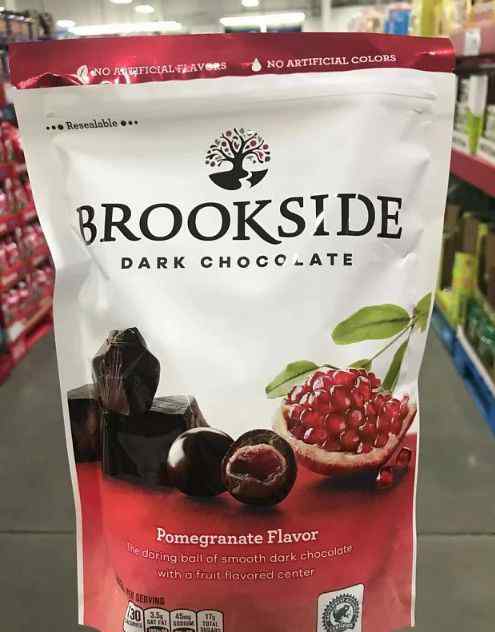 NO ARTIFICIAL FLAVORS NO ARTIFICIAL COLORS
Resealable
BROOKSIDE
DARK CHOCOLATE
Pomegranate Flavor
The daring ball of smooth dark chocolate
with a fruit flavored center
PER SERVING
3.5g 45mg 17g
SAT FAT SODIUM TOTAL
SUGARS